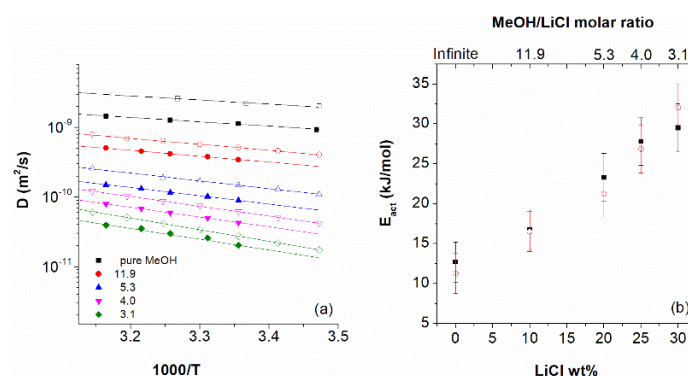 MeOH/LiCl molar ratio
Infinite 11.9 5.3 4.0 3.1
D (m²/s)
10⁻⁹
10⁻¹⁰
10⁻¹¹
pure MeOH
11.9
5.3
4.0
3.1
(a)
3.2 3.3 3.4 3.5
1000/T
E_act (kJ/mol)
35
30
25
20
15
10
5
(b)
0 5 10 15 20 25 30
LiCl wt%